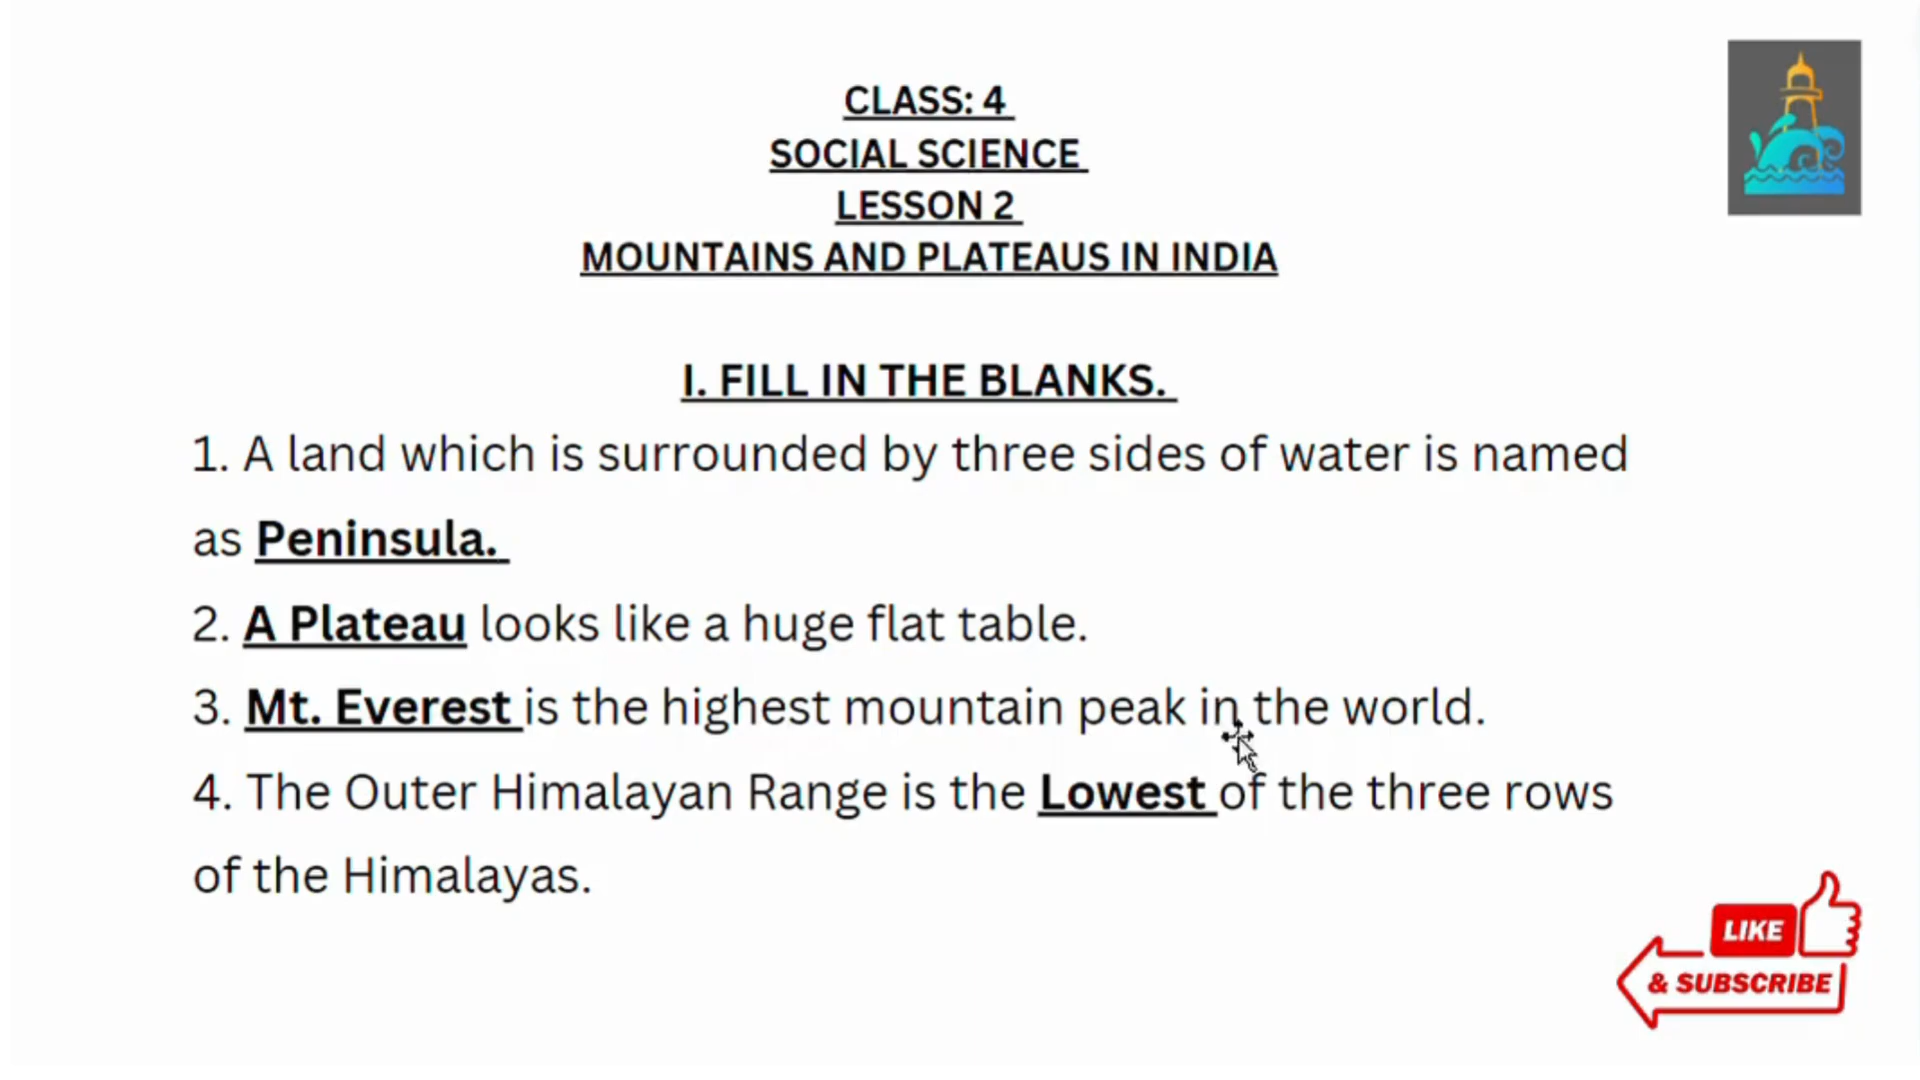 CLASS: 4
SOCIAL SCIENCE
LESSON 2
MOUNTAINS AND PLATEAUS IN INDIA
I. FILL IN THE BLANKS.
1. A land which is surrounded by three sides of water is named
as Peninsula.
2. A Plateau looks like a huge flat table.
3. Mt. Everest is the highest mountain peak in the world.
4. The Outer Himalayan Range is the Lowest of the three rows
of the Himalayas.
LIKE
& SUBSCRIBE